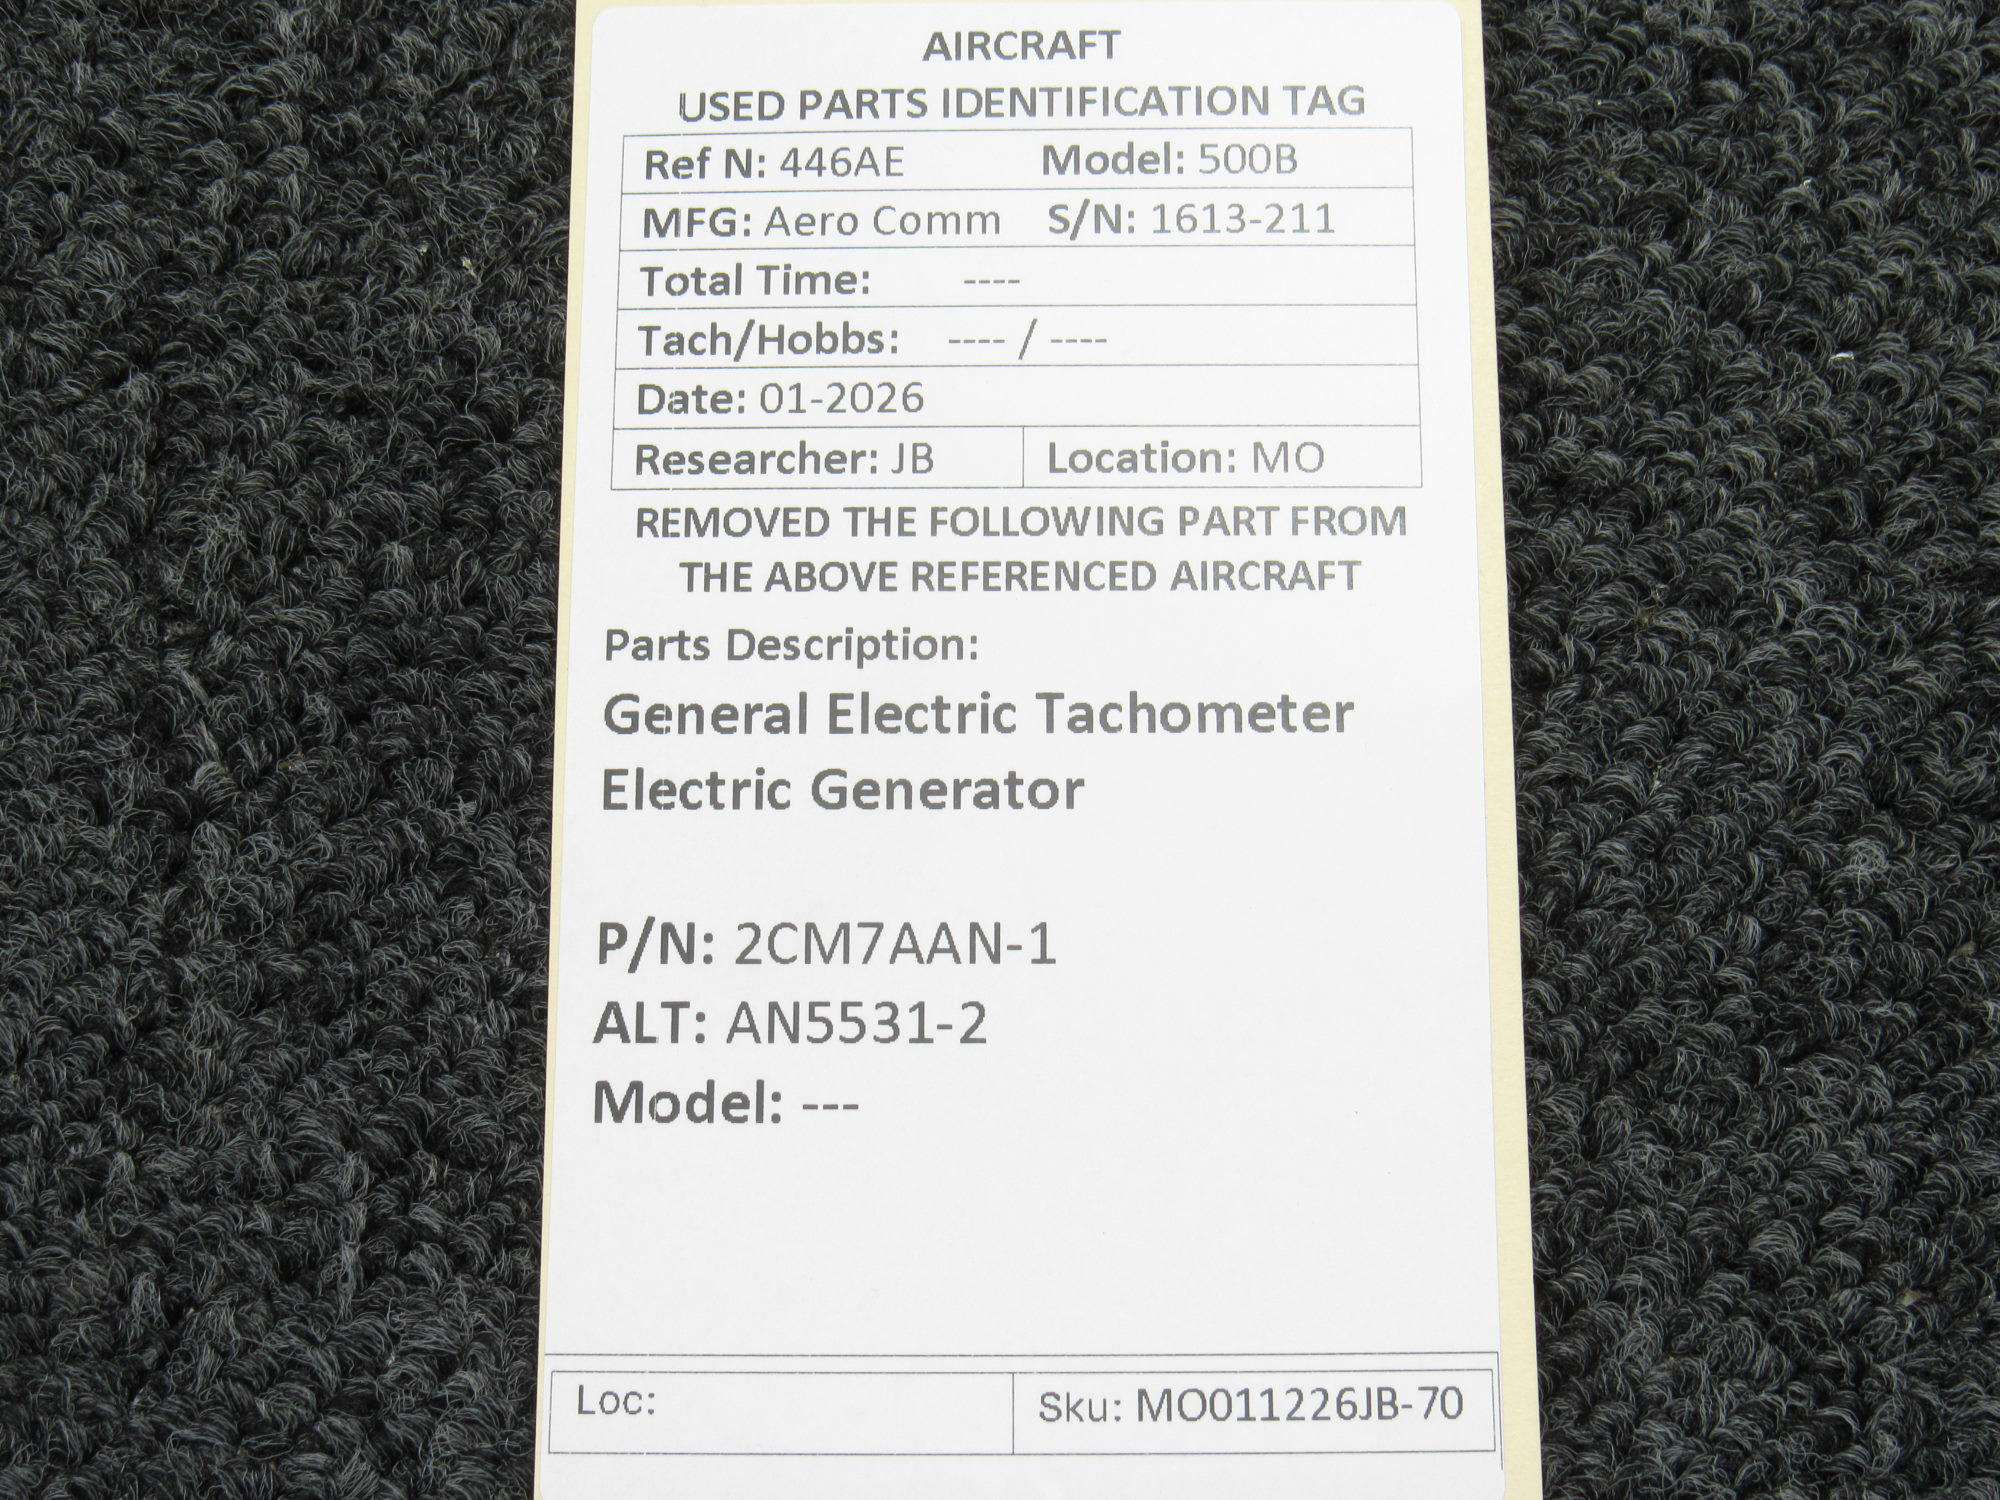 AIRCRAFT
USED PARTS IDENTIFICATION TAG
Ref N: 446AE Model: 500B
MFG: Aero Comm S/N: 1613-211
Total Time: ----
Tach/Hobbs: ---- / ----
Date: 01-2026
Researcher: JB Location: MO
REMOVED THE FOLLOWING PART FROM
THE ABOVE REFERENCED AIRCRAFT
Parts Description:
General Electric Tachometer
Electric Generator
P/N: 2CM7AAN-1
ALT: AN5531-2
Model: ---
Loc: Sku: MO011226JB-70